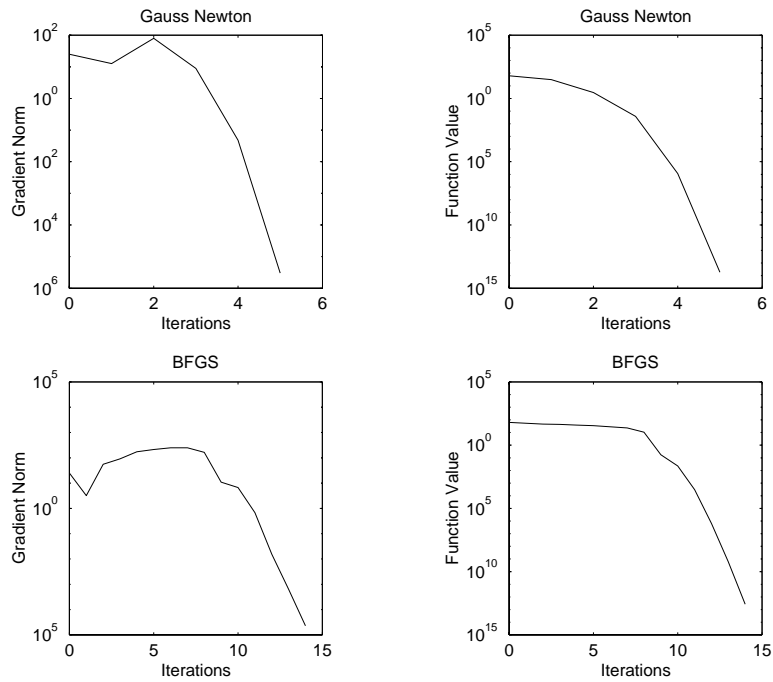 Gauss Newton
10^2
10^0
10^2
10^4
10^6
Gradient Norm
0 2 4 6
Iterations
Gauss Newton
10^5
10^0
10^5
10^10
10^15
Function Value
0 2 4 6
Iterations
BFGS
10^5
10^0
10^5
Gradient Norm
0 5 10 15
Iterations
BFGS
10^5
10^0
10^5
10^10
10^15
Function Value
0 5 10 15
Iterations